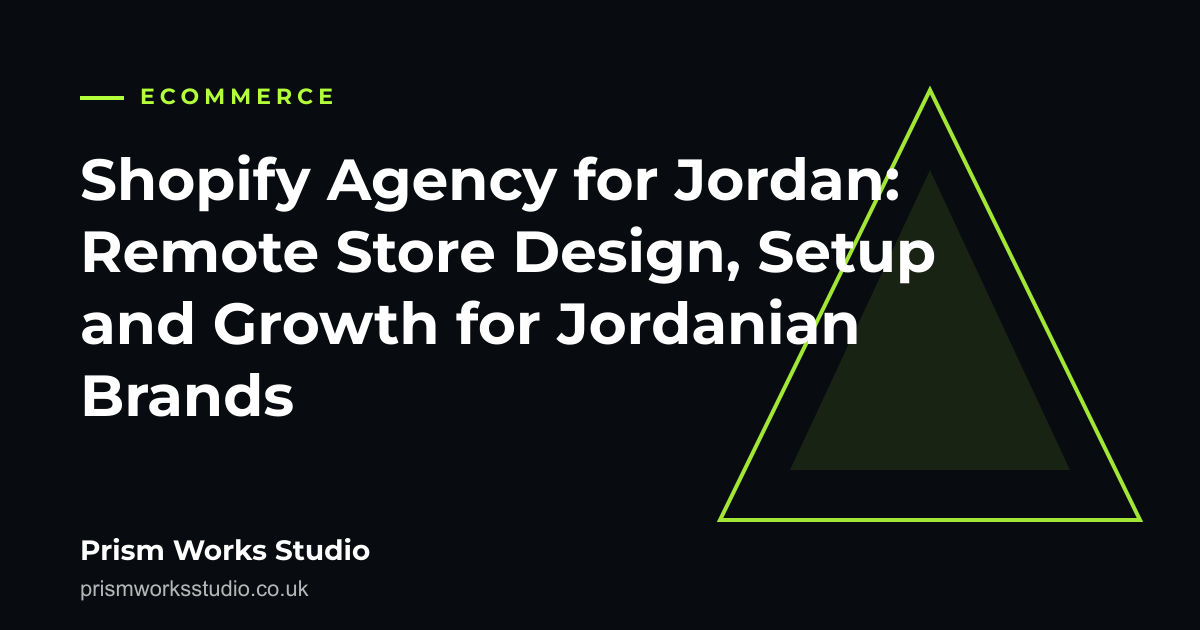 ECOMMERCE
Shopify Agency for Jordan:
Remote Store Design, Setup
and Growth for Jordanian
Brands
Prism Works Studio
prismworksstudio.co.uk